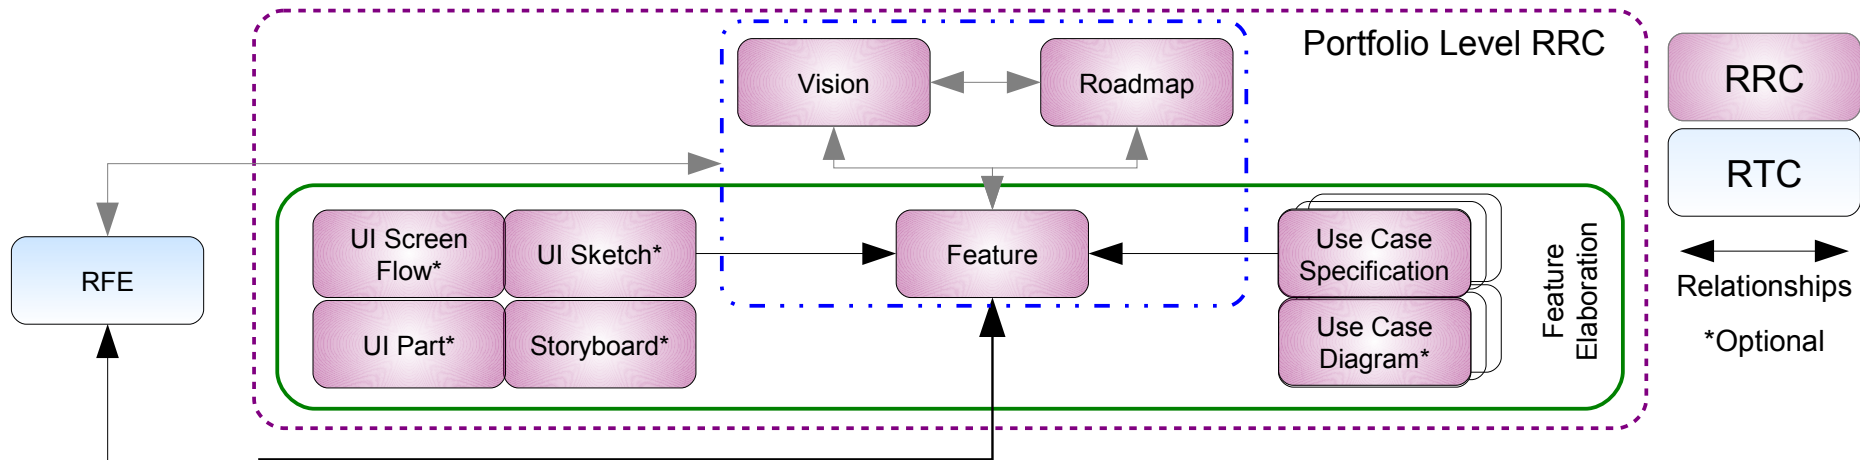 Portfolio Level RRC
Vision
Roadmap
RRC
RTC
UI Screen
Flow*
UI Sketch*
Feature
Use Case
Specification
RFE
UI Part*
Storyboard*
Use Case
Diagram*
Feature
Elaboration
Relationships
*Optional